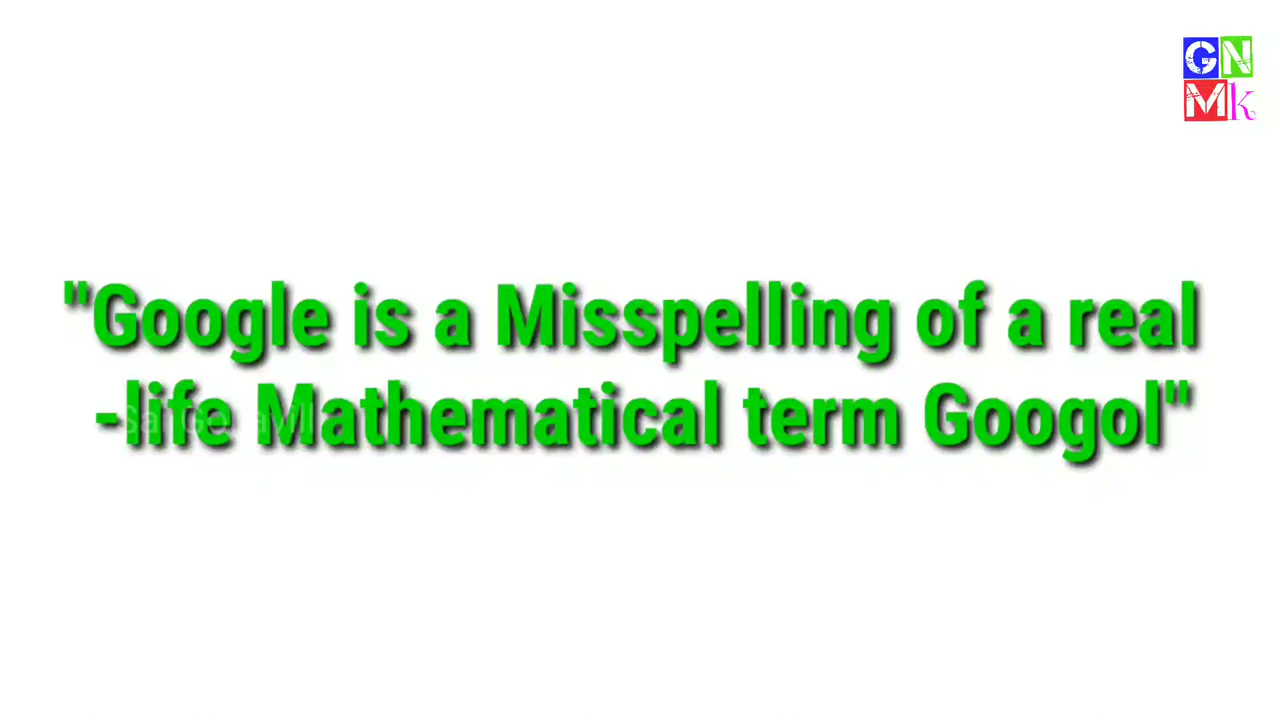 GN
Mk
"Google is a Misspelling of a real
-life Mathematical term Googol"